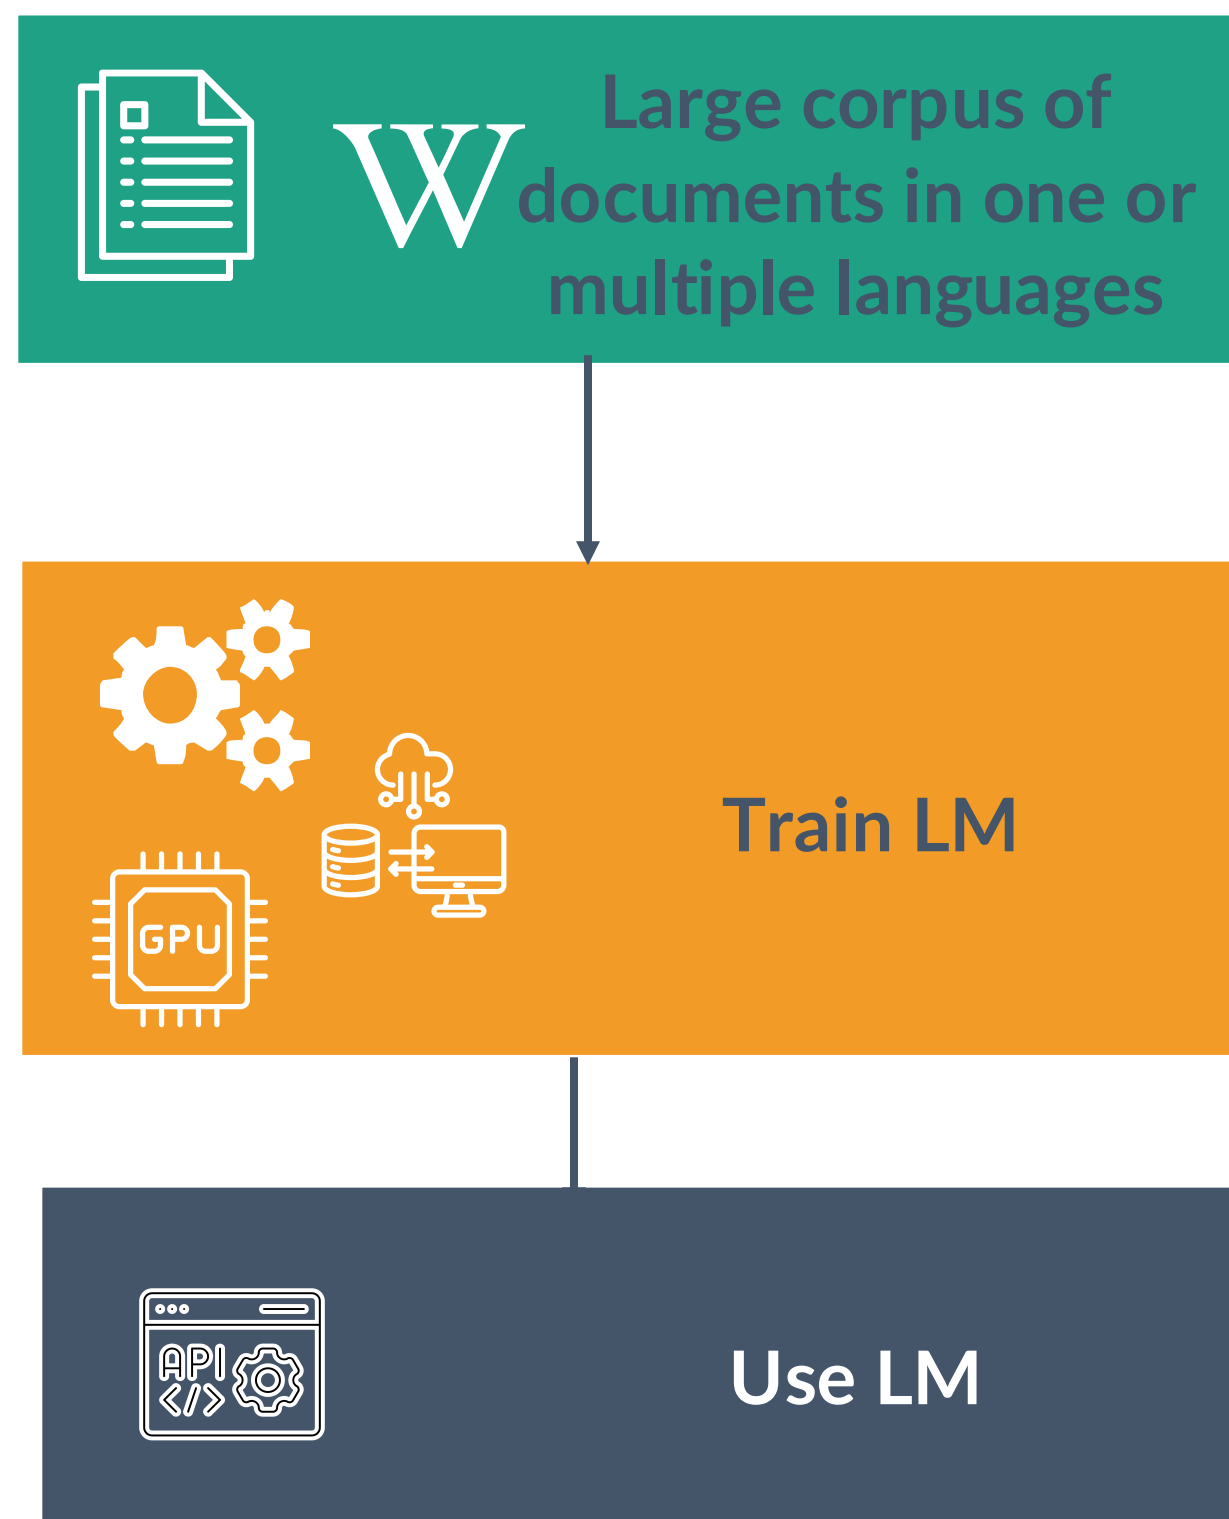 W
Large corpus of
documents in one or
multiple languages
Train LM
GPU
API
</>
Use LM